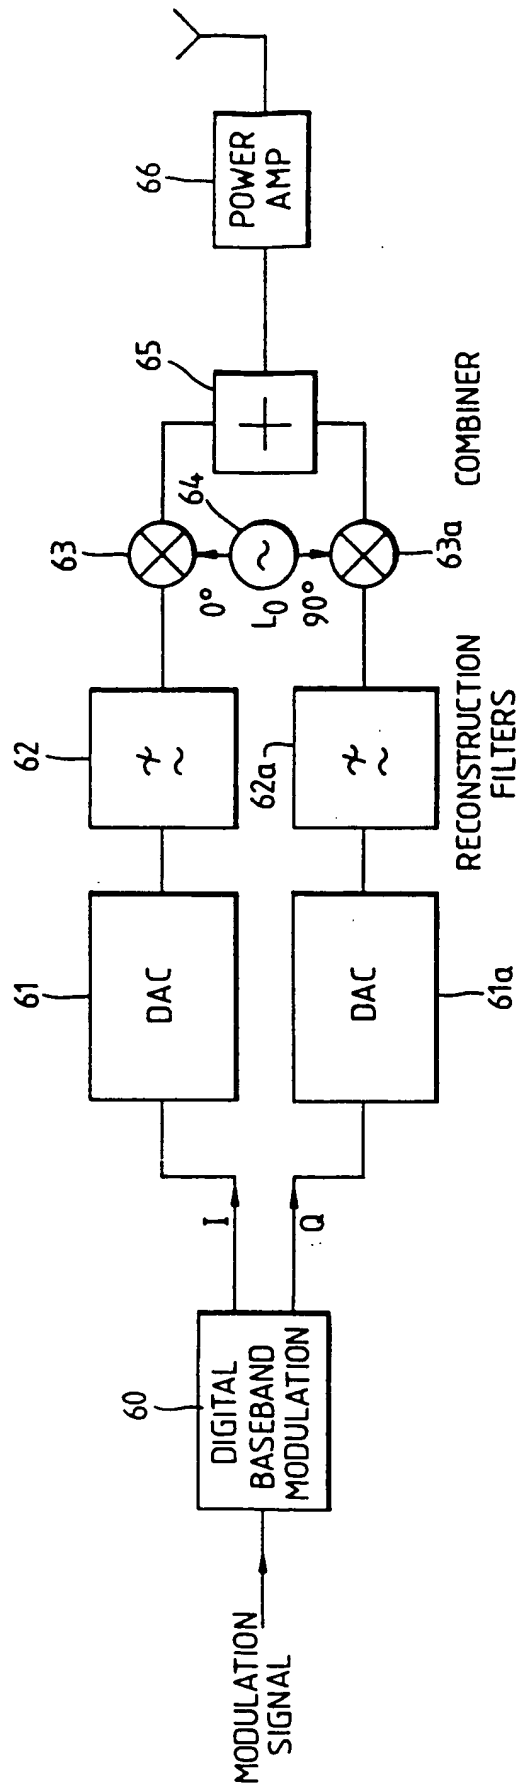 MODULATION
SIGNAL
60
DIGITAL
BASEBAND
MODULATION
I
Q
61
DAC
DAC
61a
62
62a
RECONSTRUCTION
FILTERS
63
0°
LO
90°
64
63a
65
COMBINER
66
POWER
AMP